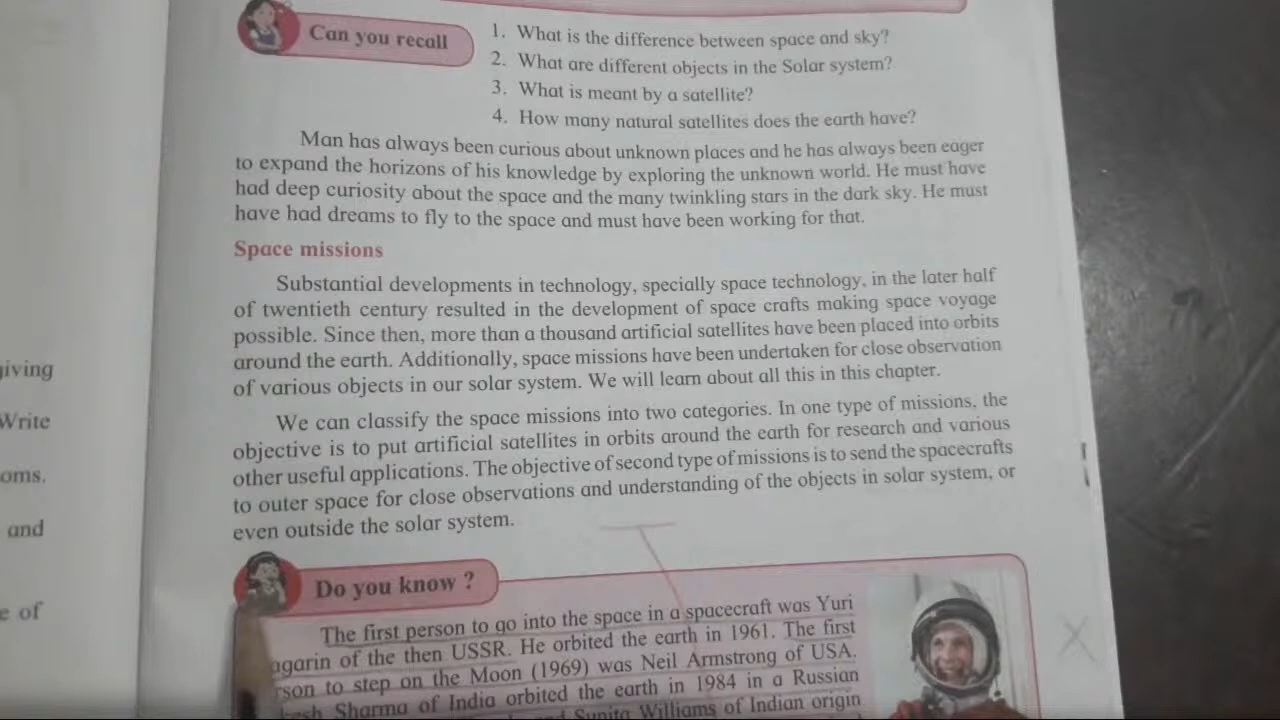 giving
Write
oms.
and
e of
Can you recall
1. What is the difference between space and sky?
2. What are different objects in the Solar system?
3. What is meant by a satellite?
4. How many natural satellites does the earth have?
Man has always been curious about unknown places and he has always been eager
to expand the horizons of his knowledge by exploring the unknown world. He must have
had deep curiosity about the space and the many twinkling stars in the dark sky. He must
have had dreams to fly to the space and must have been working for that.
Space missions
Substantial developments in technology, specially space technology, in the later half
of twentieth century resulted in the development of space crafts making space voyage
possible. Since then, more than a thousand artificial satellites have been placed into orbits
around the earth. Additionally, space missions have been undertaken for close observation
of various objects in our solar system. We will learn about all this in this chapter.
We can classify the space missions into two categories. In one type of missions, the
objective is to put artificial satellites in orbits around the earth for research and various
other useful applications. The objective of second type of missions is to send the spacecrafts
to outer space for close observations and understanding of the objects in solar system, or
even outside the solar system.
Do you know ?
The first person to go into the space in a spacecraft was Yuri
agarin of the then USSR. He orbited the earth in 1961. The first
rson to step on the Moon (1969) was Neil Armstrong of USA.
kesh Sharma of India orbited the earth in 1984 in a Russian
and Sunita Williams of Indian origin